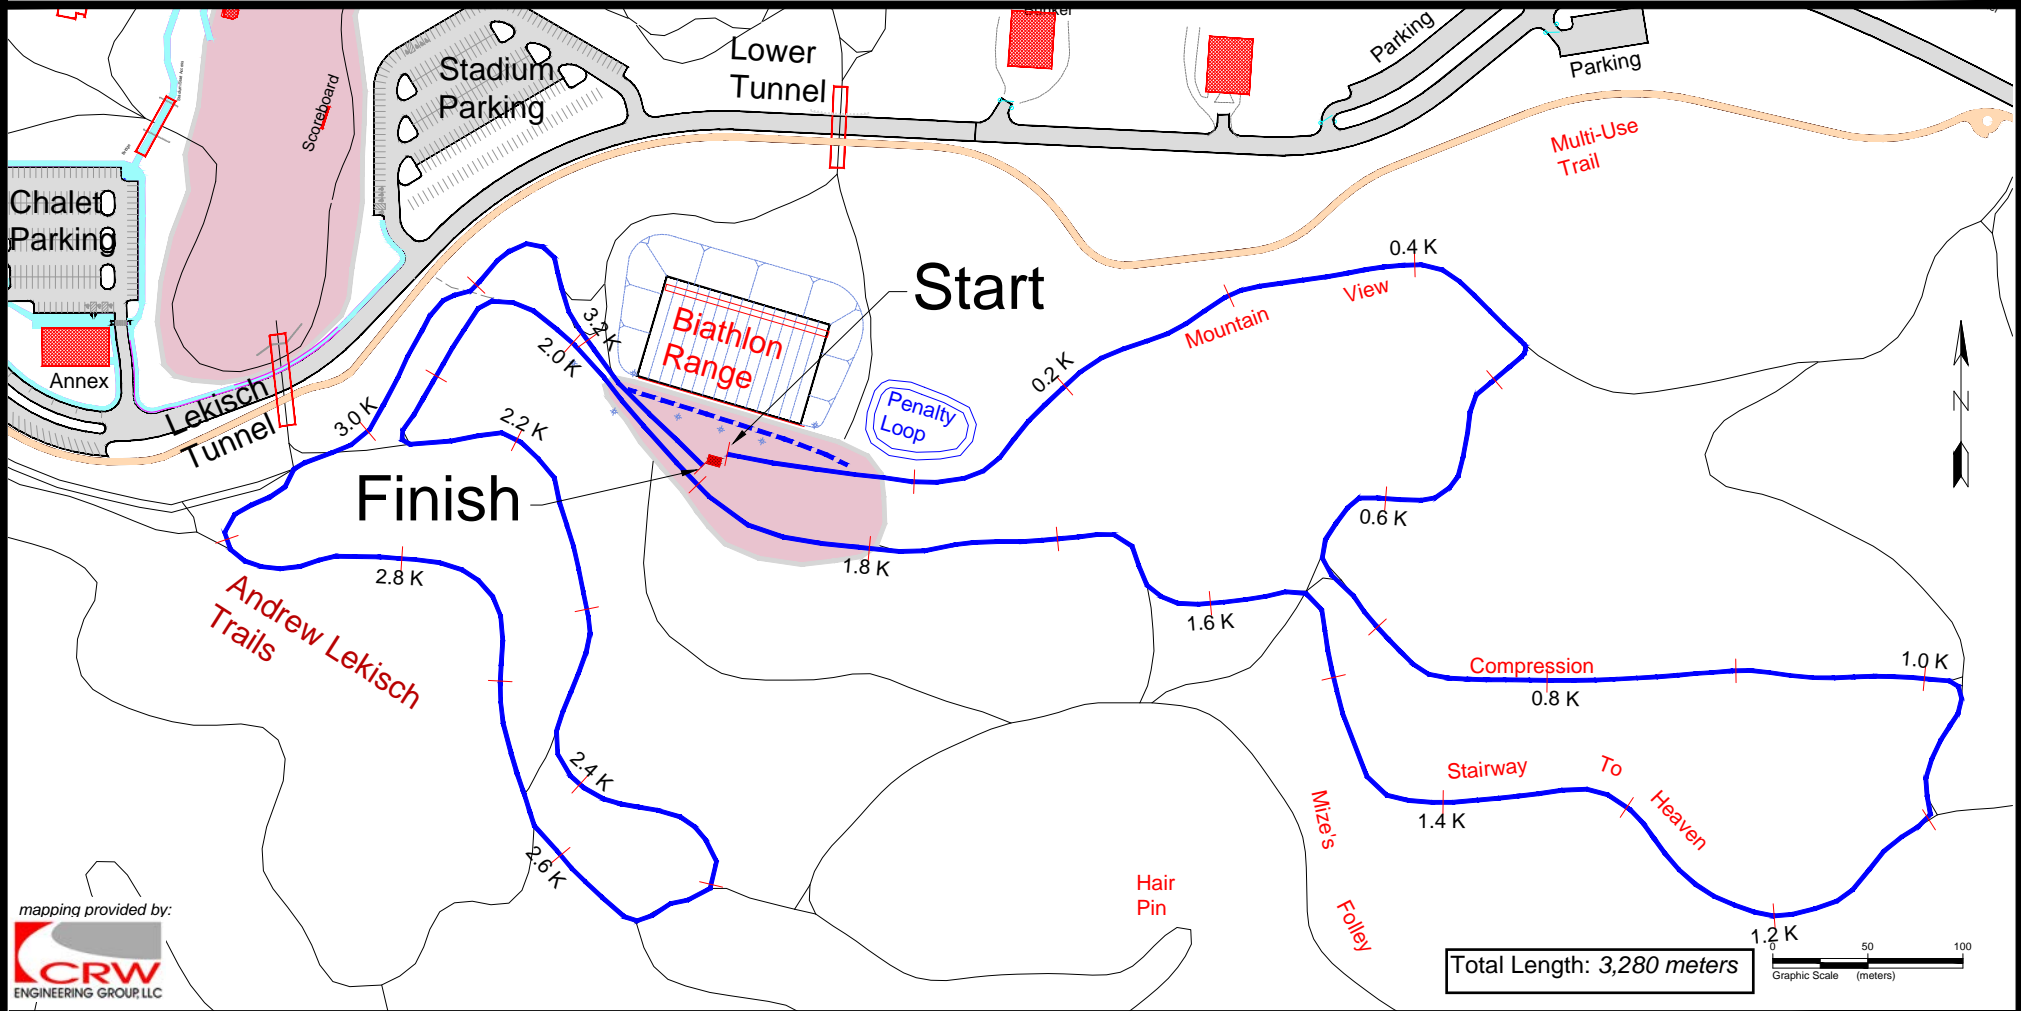 Bunker
Lower
Tunnel
Stadium
Parking
Scoreboard
Parking
Parking
Multi-Use
Trail
Chalet
Parking
Annex
Lekisch
Tunnel
Start
Biathlon
Range
Penalty
Loop
Finish
Mountain
View
0.2 K
0.4 K
0.6 K
Compression
0.8 K
1.0 K
Stairway
To
Heaven
1.2 K
1.4 K
1.6 K
1.8 K
2.0 K
2.2 K
2.4 K
2.6 K
2.8 K
3.0 K
3.2 K
Andrew Lekisch
Trails
Mize's
Folley
Hair
Pin
N
mapping provided by:
CRW
ENGINEERING GROUP, LLC
Total Length: 3,280 meters
0 50 100
Graphic Scale (meters)